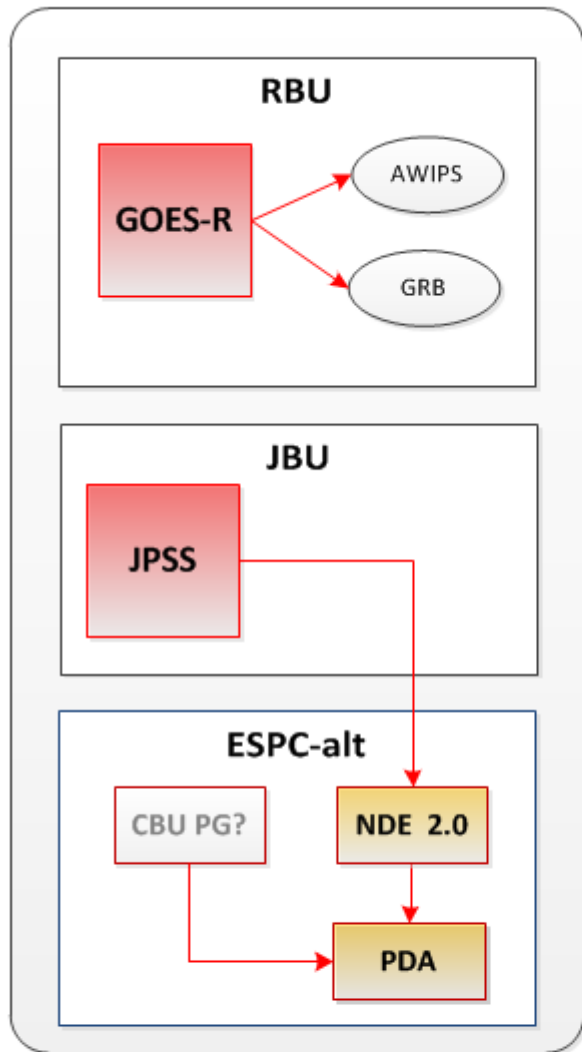 RBU
GOES-R
AWIPS
GRB
JBU
JPSS
ESPC-alt
CBU PG?
NDE 2.0
PDA